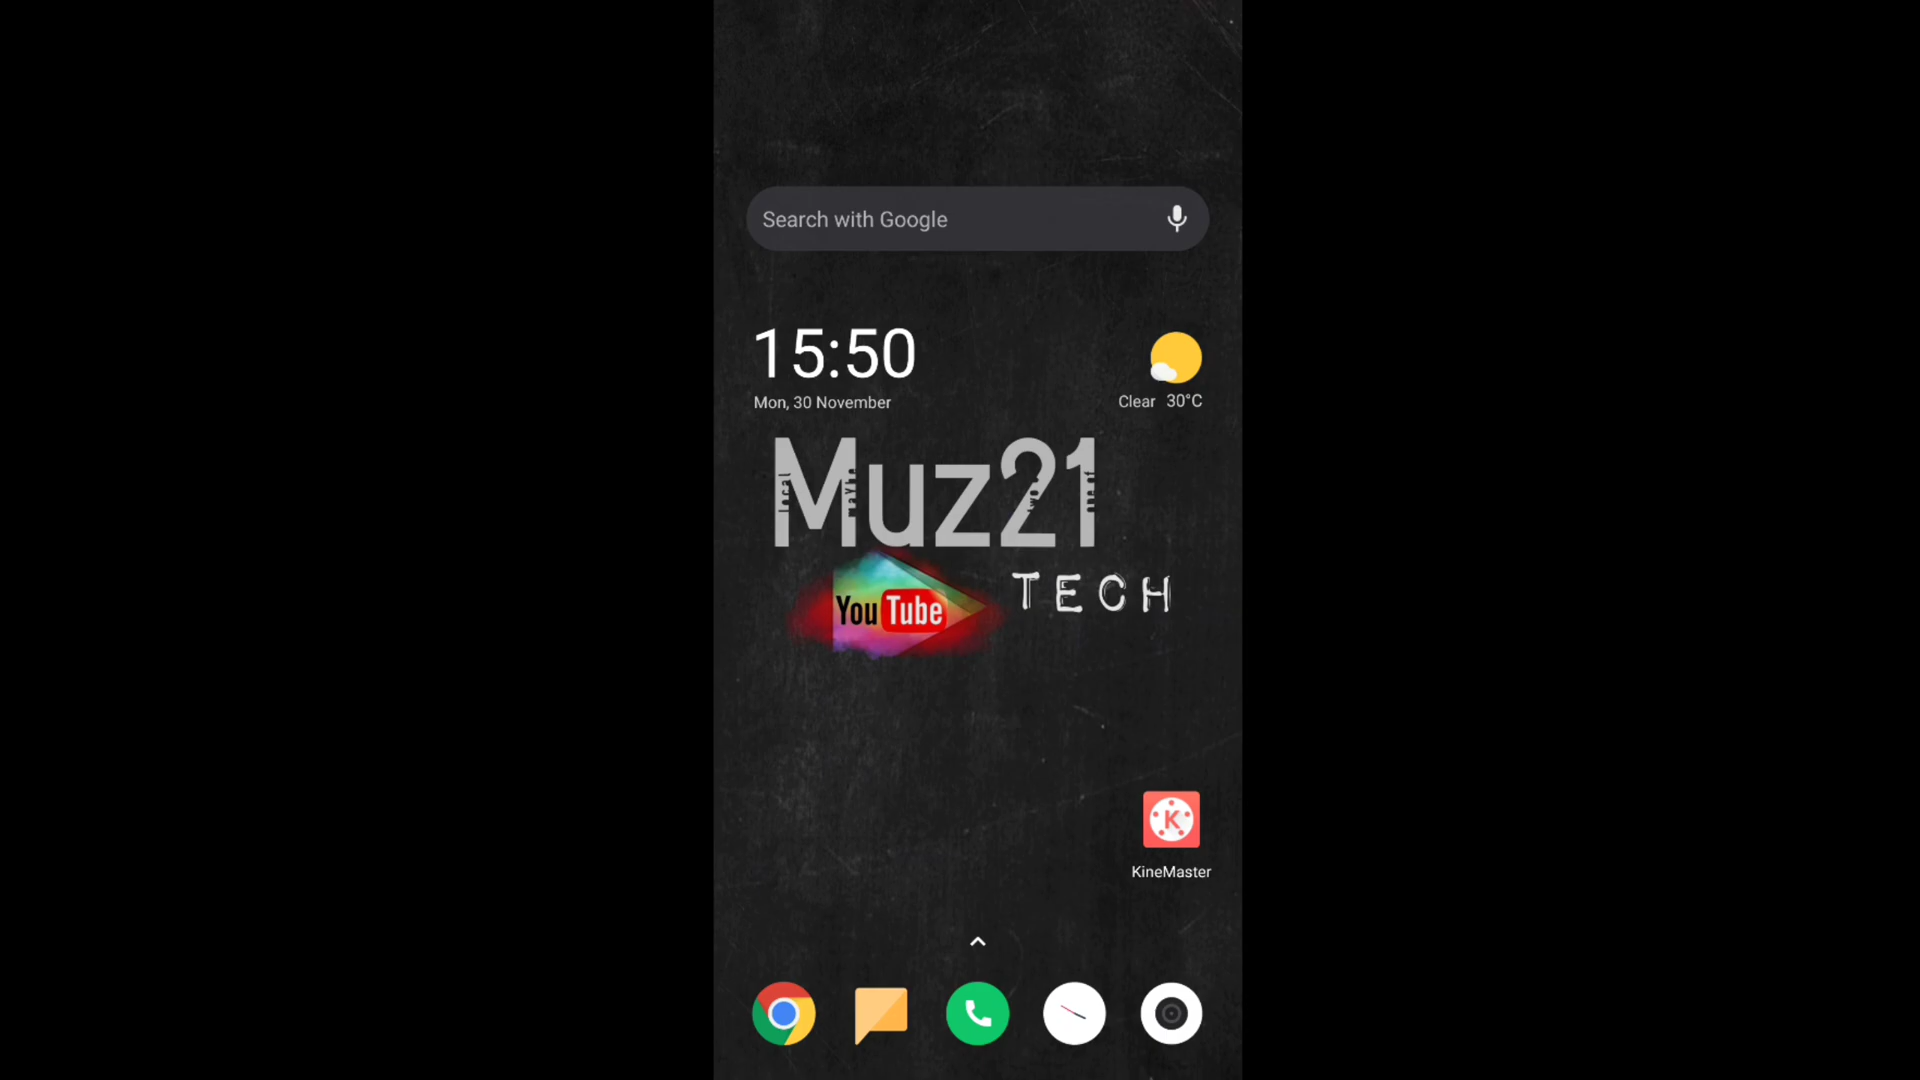 Search with Google
15:50
Mon, 30 November
Clear 30°C
Muz21
YouTube
TECH
K
KineMaster